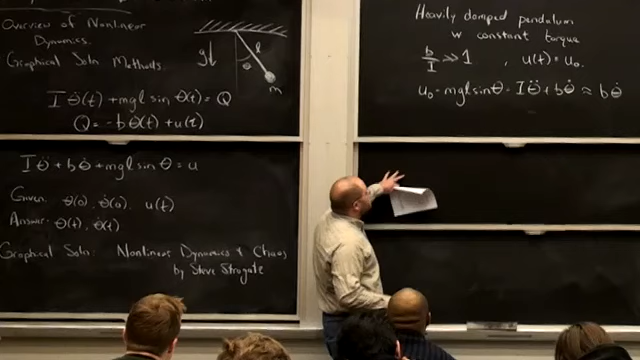 Overview of Nonlinear
Dynamics.
Graphical Soln Methods.
g↓ θ l
m
I θ̈(t) + mgl sin θ(t) = Q
Q = -b θ̇(t) + u(t)
I θ̈ + b θ̇ + mgl sin θ = u
Given: θ(0), θ̇(0), u(t)
Answer: θ(t), θ̇(t)
Graphical Soln: Nonlinear Dynamics & Chaos
by Steve Strogatz
Heavily damped pendulum
w constant torque
b/I >> 1 , u(t) = u₀
u₀ - mgl sin θ = I θ̈ + b θ̇ ≈ b θ̇